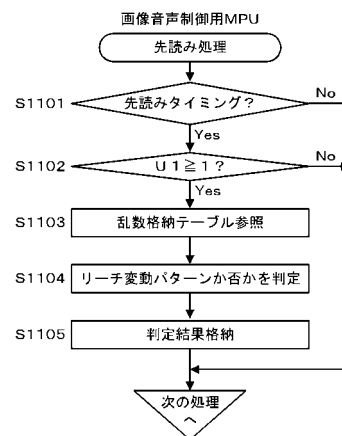 画像音声制御用MPU
先読み処理
S1101
先読みタイミング？
No
Yes
S1102
U1≧1？
No
Yes
S1103
乱数格納テーブル参照
S1104
リーチ変動パターンか否かを判定
S1105
判定結果格納
次の処理
へ